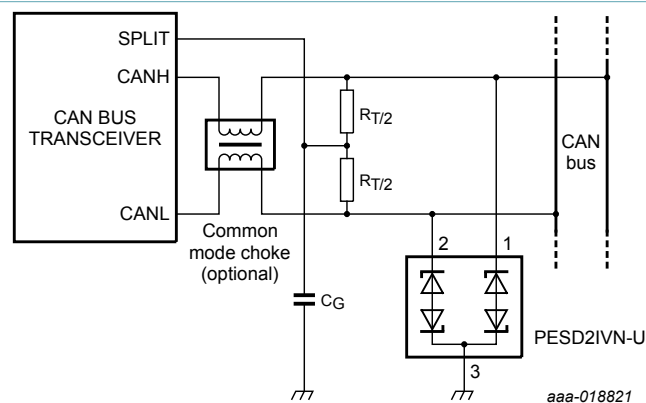 SPLIT
CANH
CAN BUS
TRANSCEIVER
CANL
Common
mode choke
(optional)
RT/2
RT/2
CG
CAN
bus
2
1
3
PESD2IVN-U
aaa-018821